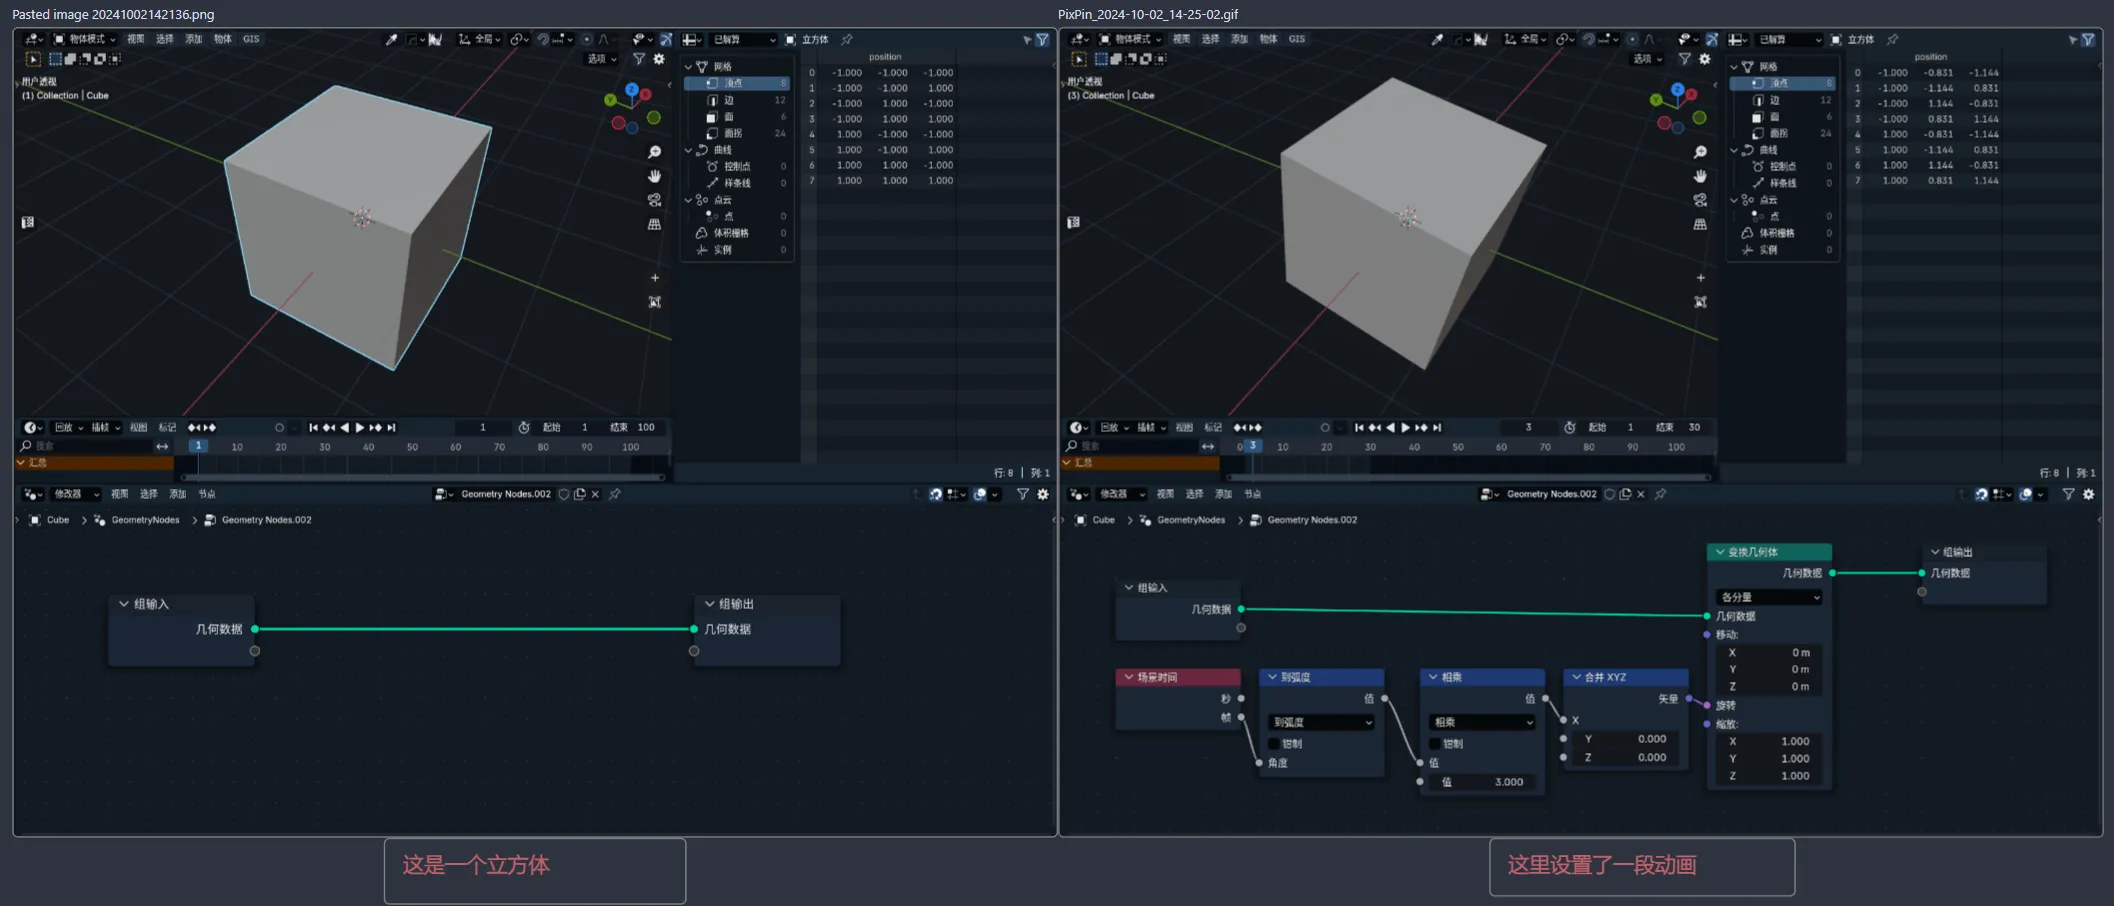 Pasted image 20241002142136.png
物体模式 视图 选择 添加 物体 GIS 全局
选项
用户透视
(1) Collection | Cube
回放 插帧 视图 标记 1 起始 1 结束 100
搜索 1 10 20 30 40 50 60 70 80 90 100
汇总
已解算 立方体
网格
顶点 8
边 12
面 6
面拐 24
曲线
控制点 0
样条线 0
点云
点 0
体积栅格 0
实例 0
position
0 -1.000 -1.000 -1.000
1 -1.000 -1.000 1.000
2 -1.000 1.000 -1.000
3 -1.000 1.000 1.000
4 1.000 -1.000 -1.000
5 1.000 -1.000 1.000
6 1.000 1.000 -1.000
7 1.000 1.000 1.000
行: 8 | 列: 1
修改器 视图 选择 添加 节点 Geometry Nodes.002
Cube > GeometryNodes > Geometry Nodes.002
组输入
几何数据
组输出
几何数据
这是一个立方体
PixPin_2024-10-02_14-25-02.gif
物体模式 视图 选择 添加 物体 GIS 全局
选项
用户透视
(3) Collection | Cube
回放 插帧 视图 标记 3 起始 1 结束 30
搜索 0 3 10 20 30 40 50 60 70 80 90 100
汇总
已解算 立方体
网格
顶点 8
边 12
面 6
面拐 24
曲线
控制点 0
样条线 0
点云
点 0
体积栅格 0
实例 0
position
0 -1.000 -0.831 -1.144
1 -1.000 -1.144 0.831
2 -1.000 1.144 -0.831
3 -1.000 0.831 1.144
4 1.000 -0.831 -1.144
5 1.000 -1.144 0.831
6 1.000 1.144 -0.831
7 1.000 0.831 1.144
行: 8 | 列: 1
修改器 视图 选择 添加 节点 Geometry Nodes.002
Cube > GeometryNodes > Geometry Nodes.002
组输入
几何数据
场景时间
秒
帧
到弧度
值
到弧度
钳制
角度
相乘
值
相乘
钳制
值
值 3.000
合并 XYZ
矢量
X
Y 0.000
Z 0.000
变换几何体
几何数据
各分量
几何数据
移动:
X 0 m
Y 0 m
Z 0 m
旋转
缩放:
X 1.000
Y 1.000
Z 1.000
组输出
几何数据
这里设置了一段动画